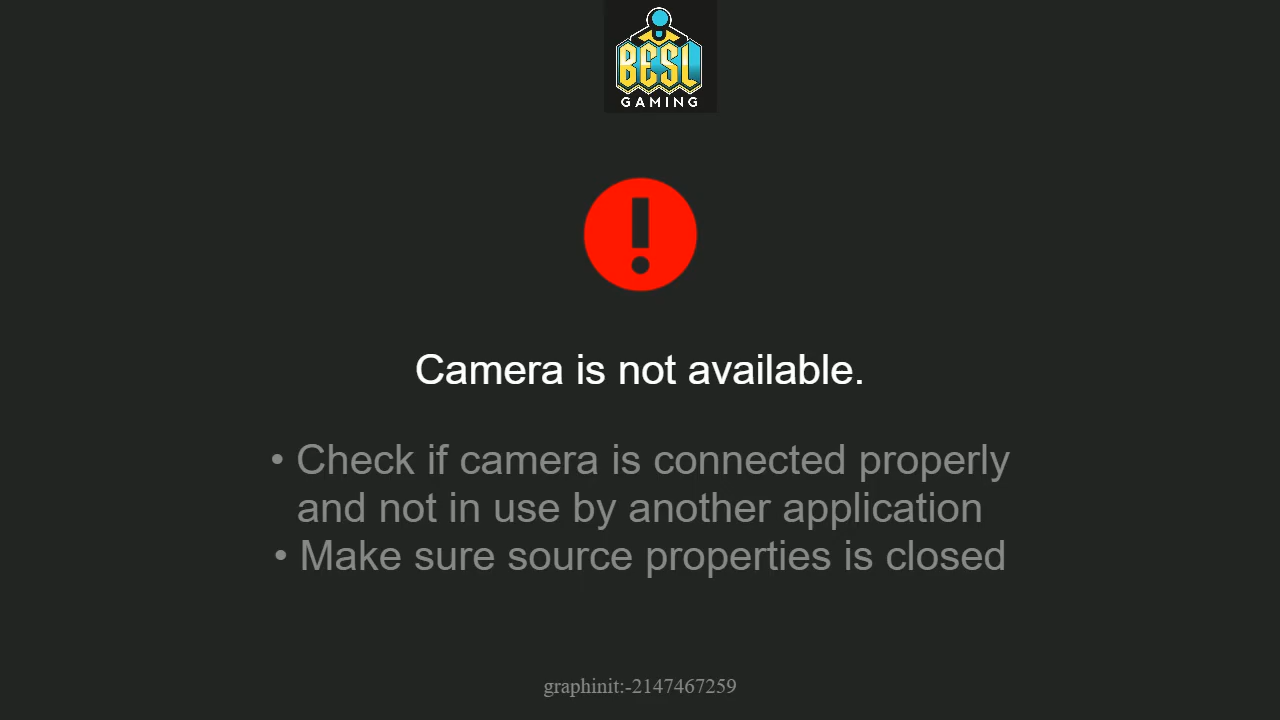 BESL
GAMING
Camera is not available.
• Check if camera is connected properly
and not in use by another application
• Make sure source properties is closed
graphinit:-2147467259